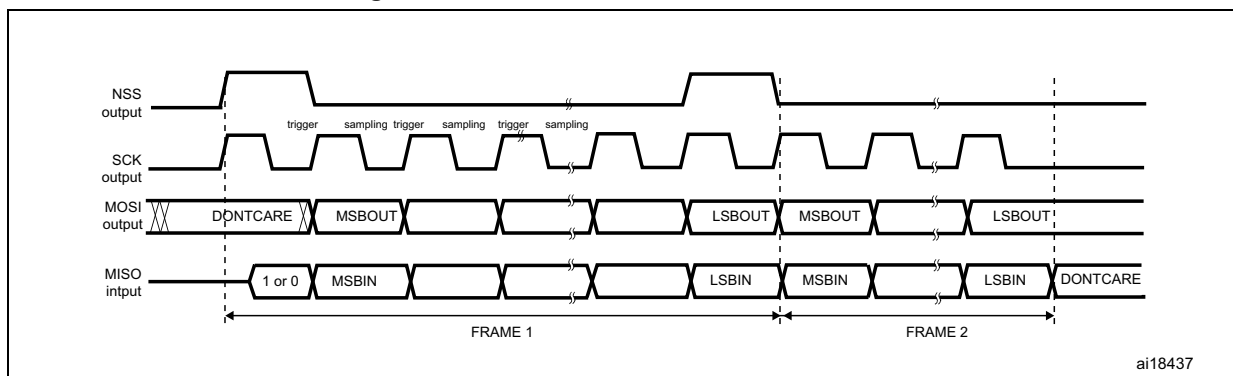 NSS
output
trigger sampling trigger sampling trigger sampling
SCK
output
MOSI
output
DONTCARE MSBOUT LSBOUT MSBOUT LSBOUT
MISO
intput
1 or 0 MSBIN LSBIN MSBIN LSBIN DONTCARE
FRAME 1 FRAME 2
ai18437